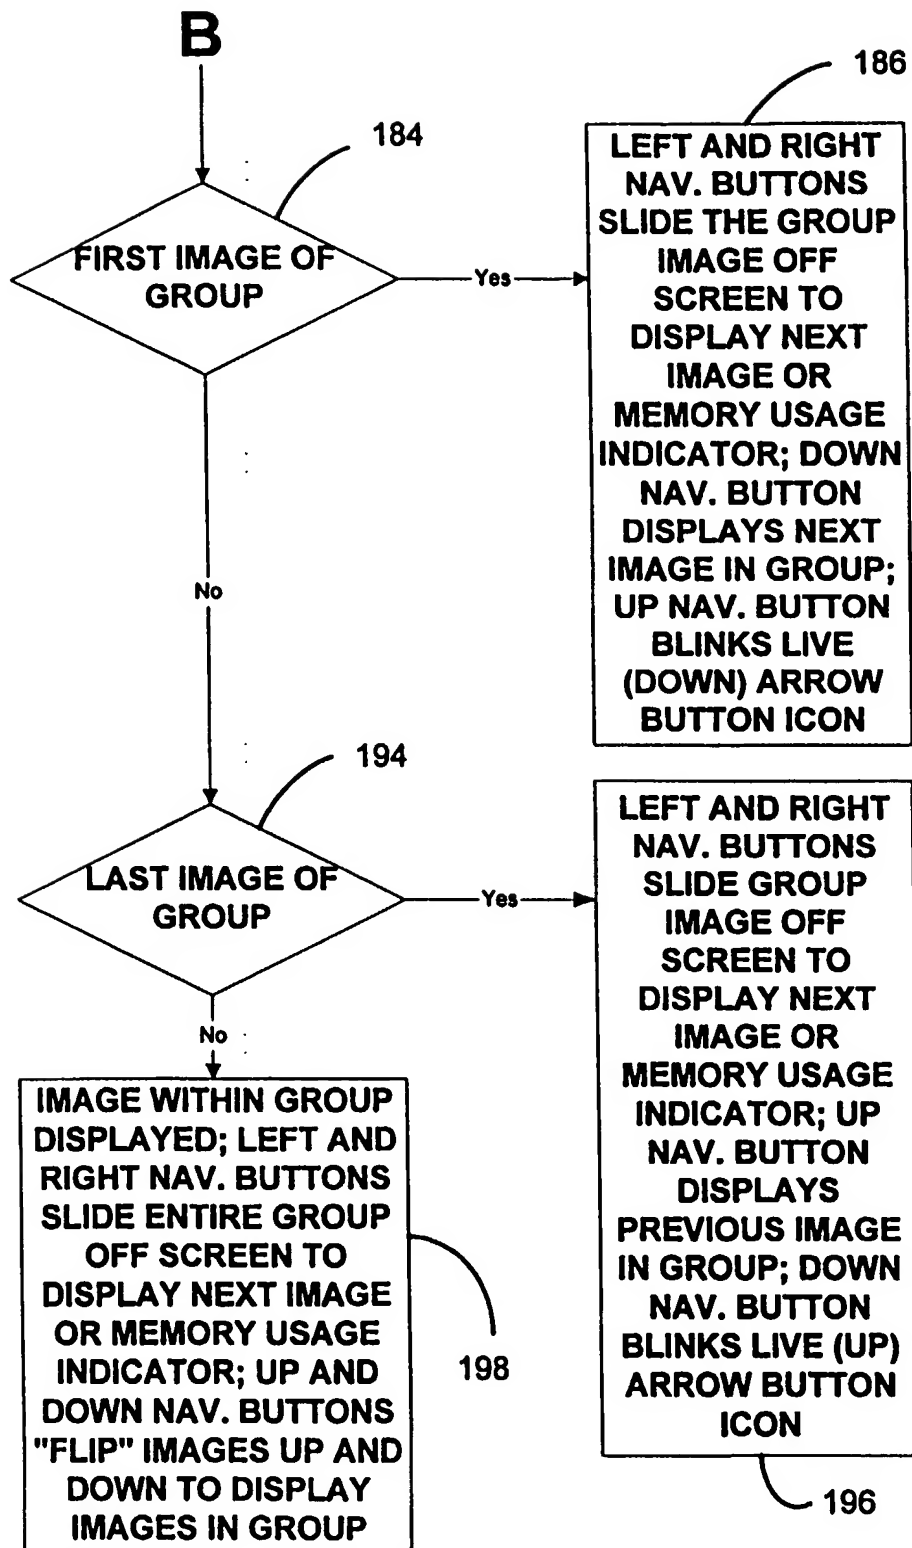 B
184
FIRST IMAGE OF
GROUP
Yes
186
LEFT AND RIGHT
NAV. BUTTONS
SLIDE THE GROUP
IMAGE OFF
SCREEN TO
DISPLAY NEXT
IMAGE OR
MEMORY USAGE
INDICATOR; DOWN
NAV. BUTTON
DISPLAYS NEXT
IMAGE IN GROUP;
UP NAV. BUTTON
BLINKS LIVE
(DOWN) ARROW
BUTTON ICON
No
194
LAST IMAGE OF
GROUP
Yes
LEFT AND RIGHT
NAV. BUTTONS
SLIDE GROUP
IMAGE OFF
SCREEN TO
DISPLAY NEXT
IMAGE OR
MEMORY USAGE
INDICATOR; UP
NAV. BUTTON
DISPLAYS
PREVIOUS IMAGE
IN GROUP; DOWN
NAV. BUTTON
BLINKS LIVE (UP)
ARROW BUTTON
ICON
196
No
IMAGE WITHIN GROUP
DISPLAYED; LEFT AND
RIGHT NAV. BUTTONS
SLIDE ENTIRE GROUP
OFF SCREEN TO
DISPLAY NEXT IMAGE
OR MEMORY USAGE
INDICATOR; UP AND
DOWN NAV. BUTTONS
"FLIP" IMAGES UP AND
DOWN TO DISPLAY
IMAGES IN GROUP
198